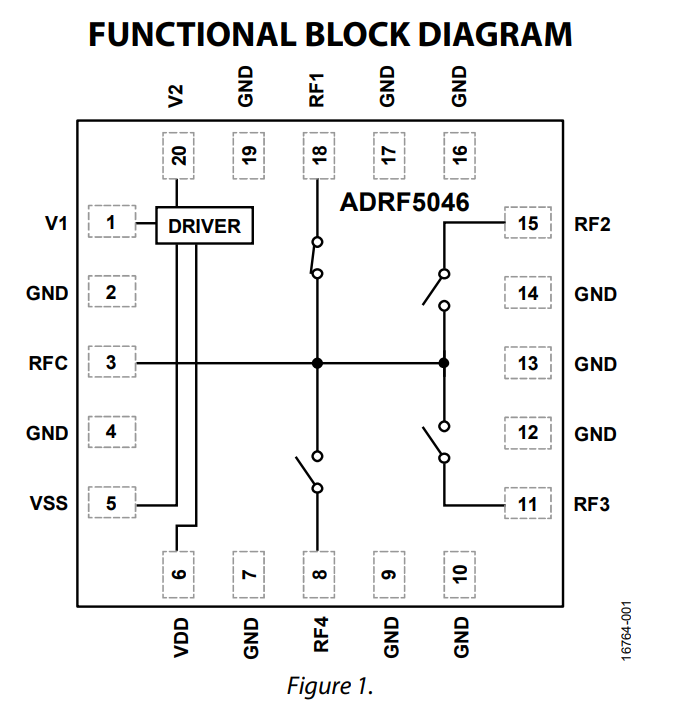 FUNCTIONAL BLOCK DIAGRAM
V2 GND RF1 GND GND
20 19 18 17 16
ADRF5046
V1 1 DRIVER 15 RF2
GND 2 14 GND
RFC 3 13 GND
GND 4 12 GND
VSS 5 11 RF3
6 7 8 9 10
VDD GND RF4 GND GND
16764-001
Figure 1.